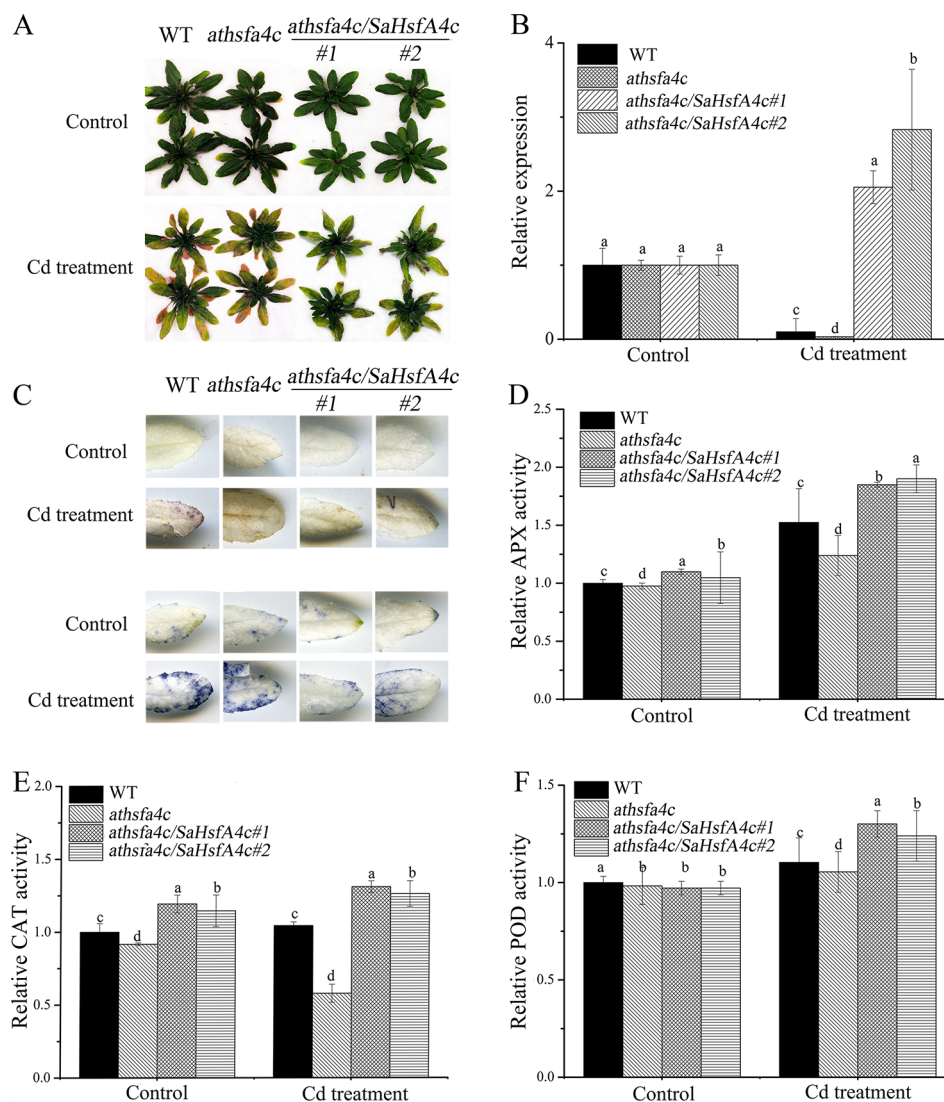 A
WT athsfa4c athsfa4c/SaHsfA4c
#1 #2
Control
Cd treatment
B
WT
athsfa4c
athsfa4c/SaHsfA4c#1
athsfa4c/SaHsfA4c#2
Relative expression
4
2
0
a a a a
c d a b
Control Cd treatment
C
WT athsfa4c athsfa4c/SaHsfA4c
#1 #2
Control
Cd treatment
Control
Cd treatment
D
WT
athsfa4c
athsfa4c/SaHsfA4c#1
athsfa4c/SaHsfA4c#2
Relative APX activity
2.5
2.0
1.5
1.0
0.5
0.0
c d a b
c d b a
Control Cd treatment
E
WT
athsfa4c
athsfa4c/SaHsfA4c#1
athsfa4c/SaHsfA4c#2
Relative CAT activity
2.0
1.5
1.0
0.5
0.0
c d a b
c d a b
Control Cd treatment
F
WT
athsfa4c
athsfa4c/SaHsfA4c#1
athsfa4c/SaHsfA4c#2
Relative POD activity
1.5
1.0
0.5
0.0
a b b b
c d a b
Control Cd treatment